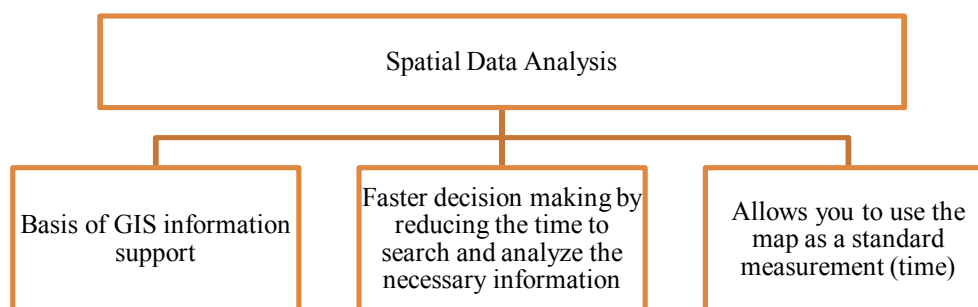 Spatial Data Analysis
Basis of GIS information
support
Faster decision making by
reducing the time to
search and analyze the
necessary information
Allows you to use the
map as a standard
measurement (time)